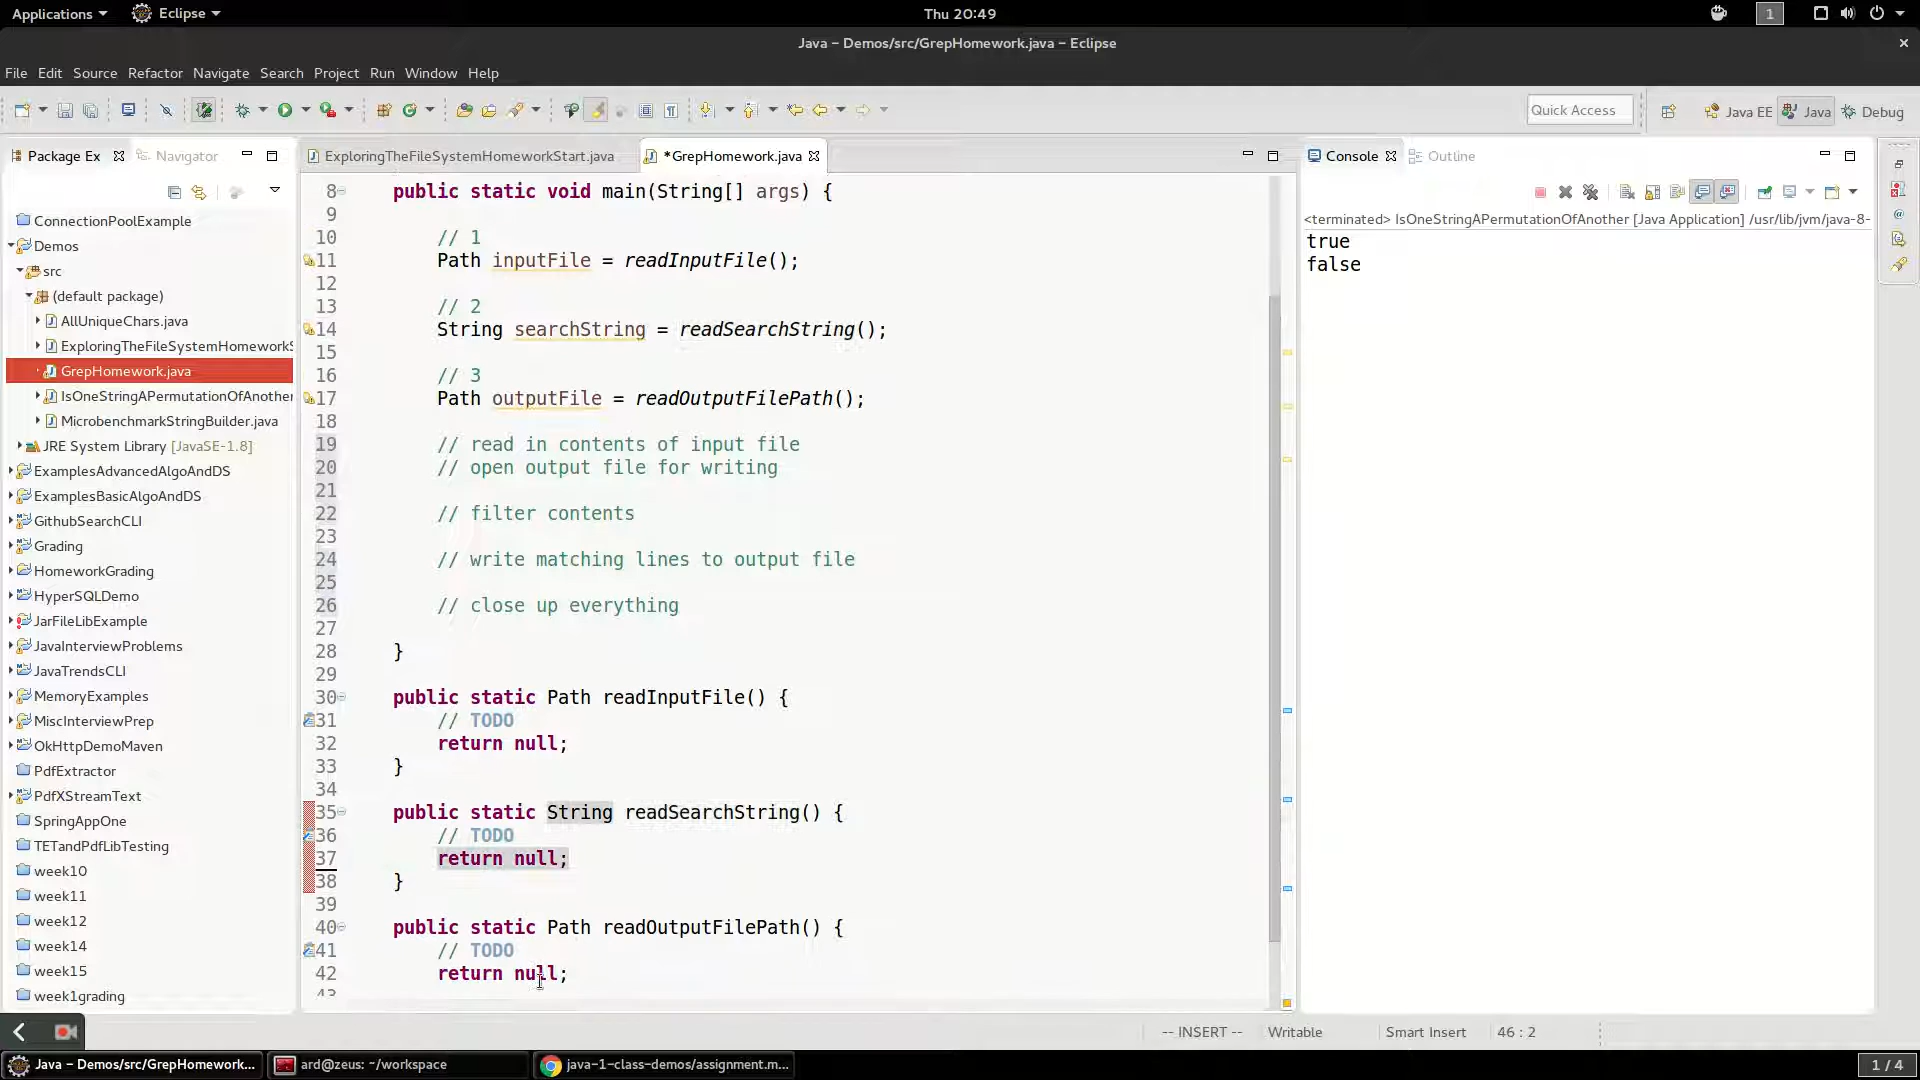 Applications Eclipse Thu 20:49 1
Java – Demos/src/GrepHomework.java – Eclipse
File Edit Source Refactor Navigate Search Project Run Window Help
Quick Access Java EE Java Debug
Package Ex Navigator
ExploringTheFileSystemHomeworkStart.java *GrepHomework.java
Console Outline
ConnectionPoolExample
Demos
src
(default package)
AllUniqueChars.java
ExploringTheFileSystemHomeworkS
GrepHomework.java
IsOneStringAPermutationOfAnother
MicrobenchmarkStringBuilder.java
JRE System Library [JavaSE-1.8]
ExamplesAdvancedAlgoAndDS
ExamplesBasicAlgoAndDS
GithubSearchCLI
Grading
HomeworkGrading
HyperSQLDemo
JarFileLibExample
JavaInterviewProblems
JavaTrendsCLI
MemoryExamples
MiscInterviewPrep
OkHttpDemoMaven
PdfExtractor
PdfXStreamText
SpringAppOne
TETandPdfLibTesting
week10
week11
week12
week14
week15
week1grading
8 public static void main(String[] args) {
9
10 // 1
11 Path inputFile = readInputFile();
12
13 // 2
14 String searchString = readSearchString();
15
16 // 3
17 Path outputFile = readOutputFilePath();
18
19 // read in contents of input file
20 // open output file for writing
21
22 // filter contents
23
24 // write matching lines to output file
25
26 // close up everything
27
28 }
29
30 public static Path readInputFile() {
31 // TODO
32 return null;
33 }
34
35 public static String readSearchString() {
36 // TODO
37 return null;
38 }
39
40 public static Path readOutputFilePath() {
41 // TODO
42 return null;
43
<terminated> IsOneStringAPermutationOfAnother [Java Application] /usr/lib/jvm/java-8-
true
false
-- INSERT -- Writable Smart Insert 46 : 2
Java – Demos/src/GrepHomework... ard@zeus: ~/workspace java-1-class-demos/assignment.m... 1 / 4